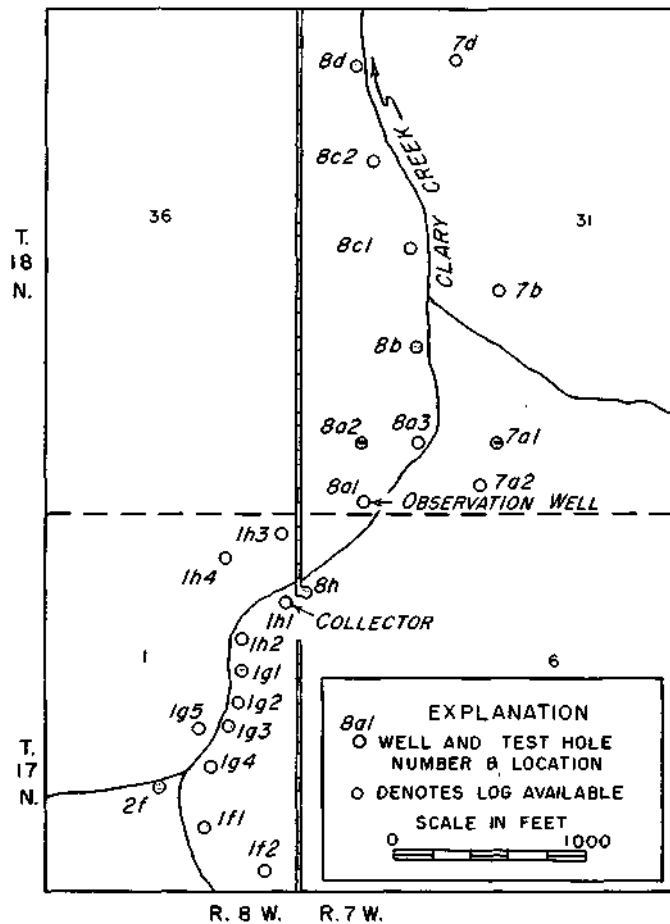 7d
8d
8c2
CLARY CREEK
36
31
T.
18
N.
8c1
7b
8b
8a2
8a3
7a1
7a2
8a1
OBSERVATION WELL
1h3
1h4
8h
1h1
COLLECTOR
1h2
1
6
1g1
1g2
1g5
1g3
1g4
T.
17
N.
2f
1f1
1f2
EXPLANATION
8a1
WELL AND TEST HOLE
NUMBER & LOCATION
DENOTES LOG AVAILABLE
SCALE IN FEET
0 1000
R. 8 W. R. 7 W.